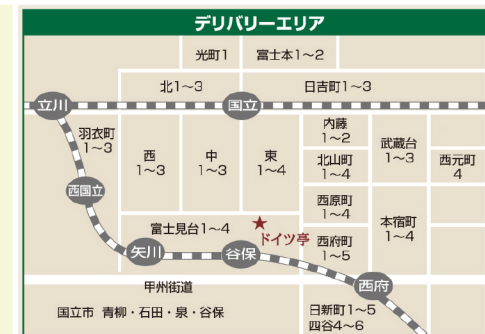 デリバリーエリア
光町1
富士本1～2
北1～3
日吉町1～3
立川
国立
羽衣町
1～3
西
1～3
中
1～3
東
1～4
内藤
1～2
北山町
1～4
武蔵台
1～3
西元町
4
西国立
西原町
1～4
本宿町
1～4
富士見台1～4
★
ドイツ亭
西府町
1～5
矢川
谷保
西府
甲州街道
国立市 青柳・石田・泉・谷保
日新町1～5
四谷4～6